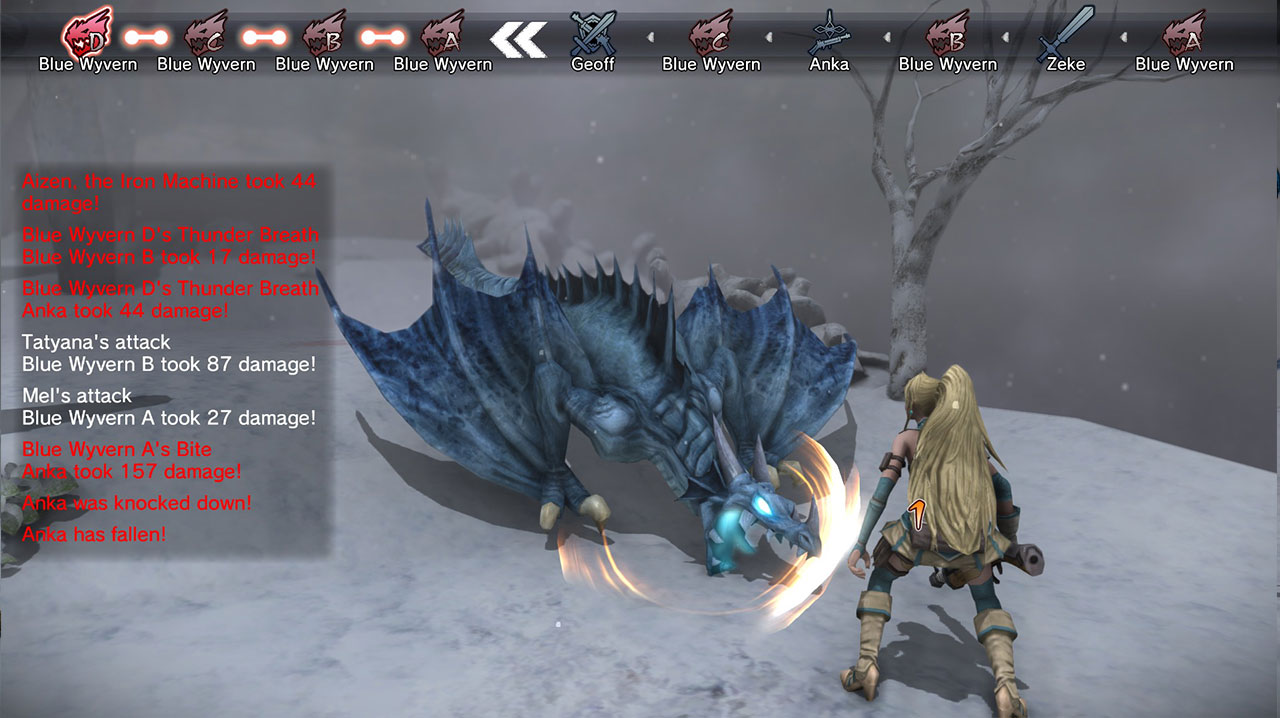 D C B A C B A
Blue Wyvern Blue Wyvern Blue Wyvern Blue Wyvern Geoff Blue Wyvern Anka Blue Wyvern Zeke Blue Wyvern
Aizen, the Iron Machine took 44
damage!
Blue Wyvern D's Thunder Breath
Blue Wyvern B took 17 damage!
Blue Wyvern D's Thunder Breath
Anka took 44 damage!
Tatyana's attack
Blue Wyvern B took 87 damage!
Mel's attack
Blue Wyvern A took 27 damage!
Blue Wyvern A's Bite
Anka took 157 damage!
Anka was knocked down!
Anka has fallen!
1